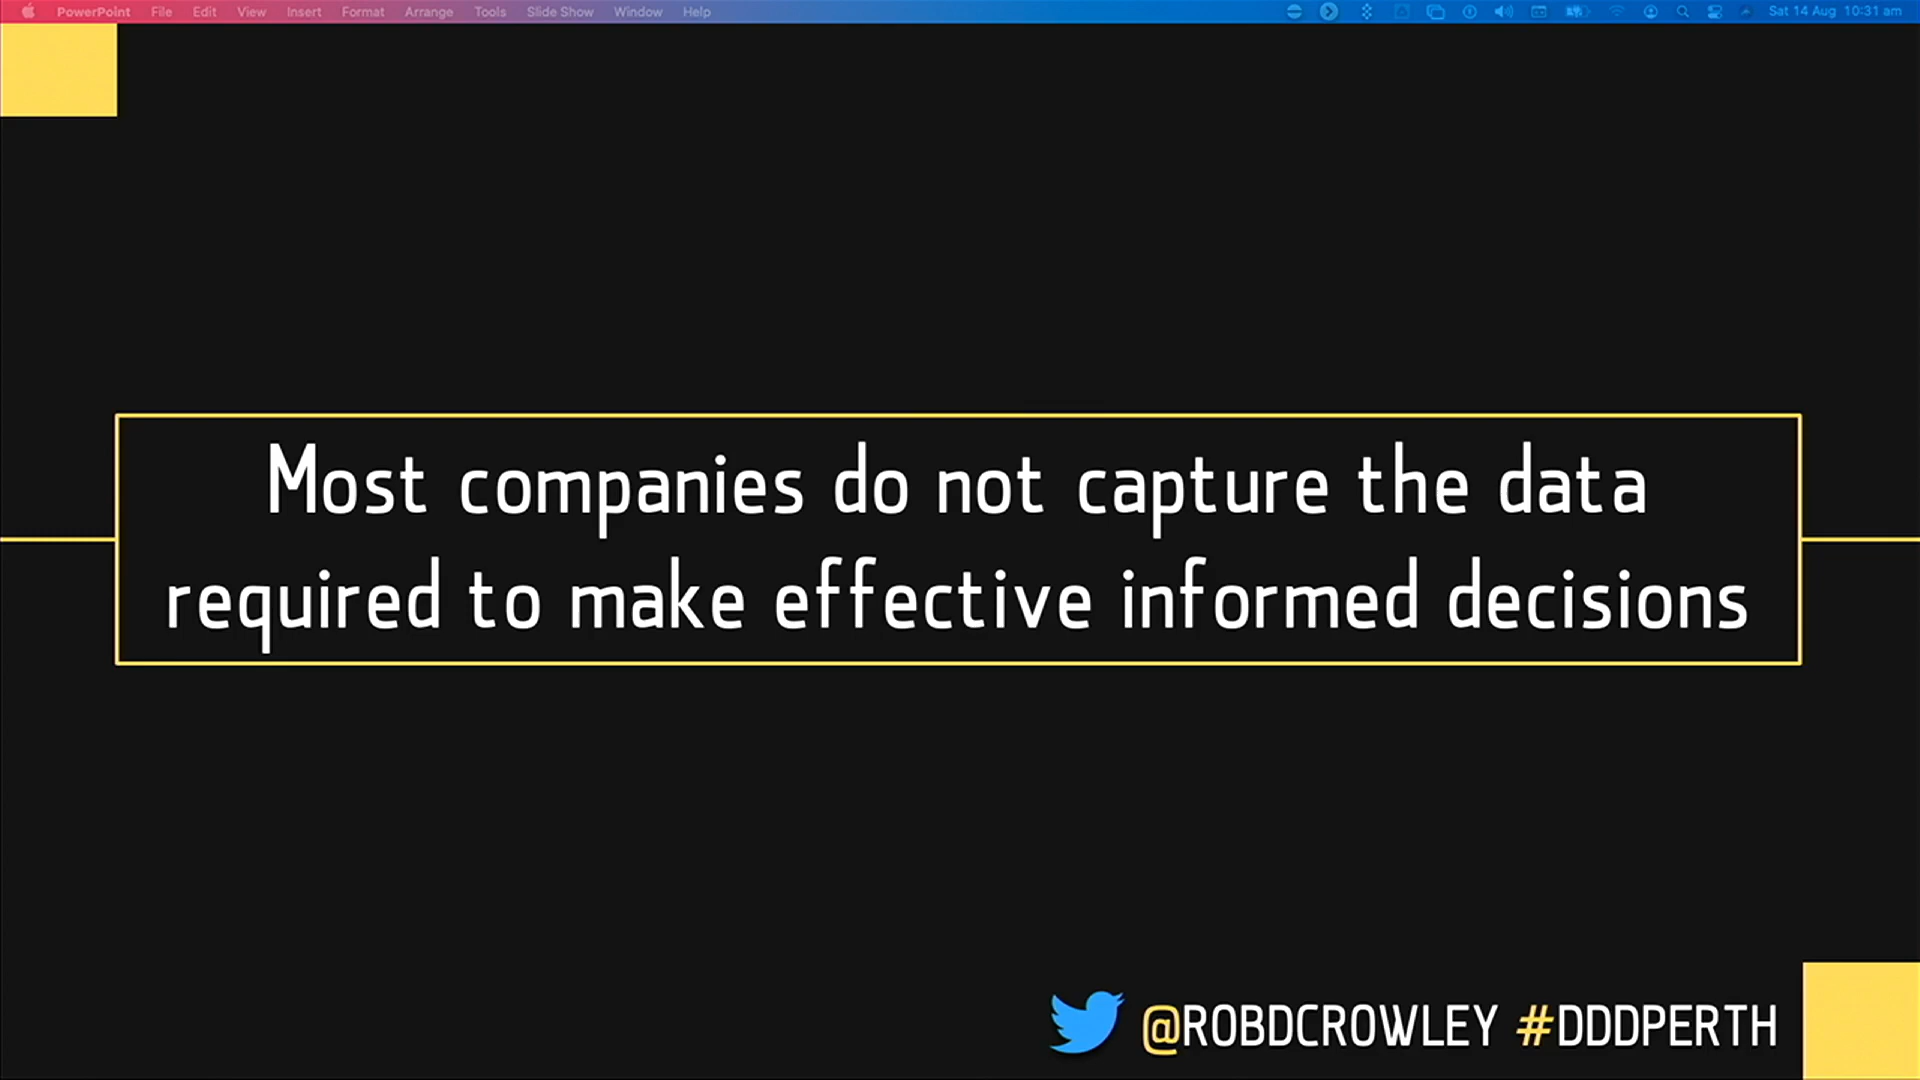 PowerPoint File Edit View Insert Format Arrange Tools Slide Show Window Help Sat 14 Aug 10:31 am
Most companies do not capture the data
required to make effective informed decisions
@ROBDCROWLEY #DDDPERTH